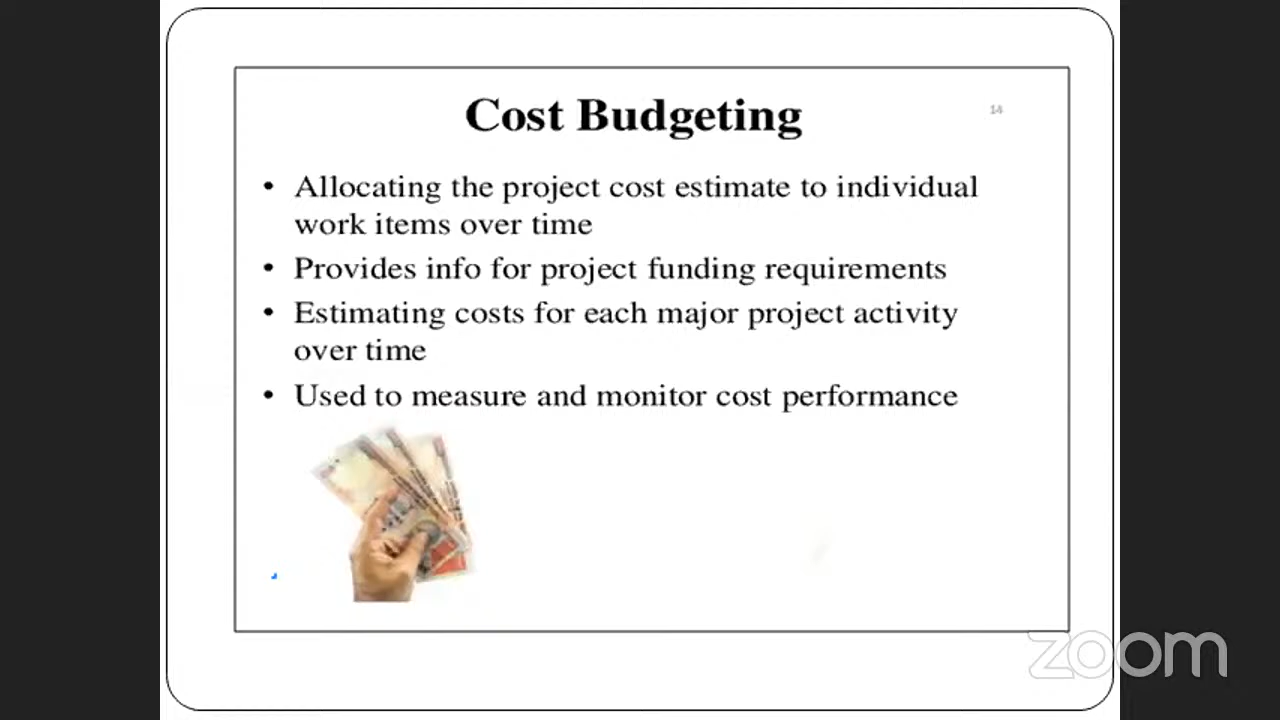 Cost Budgeting
14
• Allocating the project cost estimate to individual
work items over time
• Provides info for project funding requirements
• Estimating costs for each major project activity
over time
• Used to measure and monitor cost performance
zoom